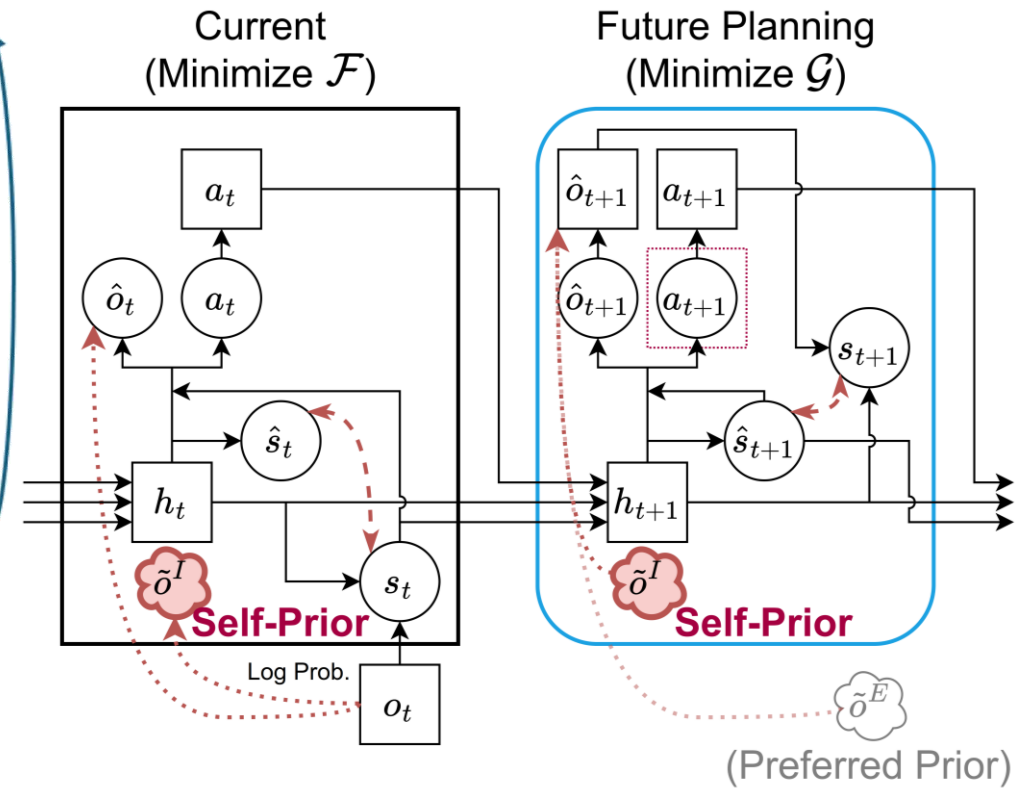 Current
(Minimize 𝓕)
Future Planning
(Minimize 𝓖)
a_t
ô_{t+1}
a_{t+1}
ô_t
a_t
ô_{t+1}
a_{t+1}
s_{t+1}
ŝ_t
ŝ_{t+1}
h_t
h_{t+1}
õ^I
s_t
õ^I
Self-Prior
Self-Prior
Log Prob.
o_t
õ^E
(Preferred Prior)